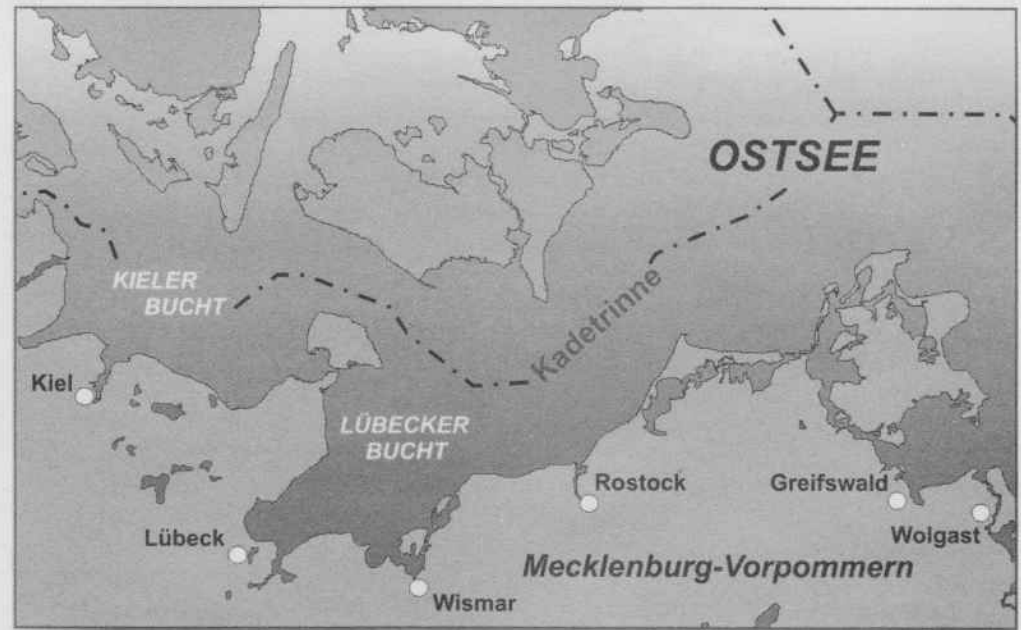 OSTSEE
KIELER
BUCHT
Kadetrinne
Kiel
LÜBECKER
BUCHT
Rostock
Greifswald
Wolgast
Lübeck
Mecklenburg-Vorpommern
Wismar